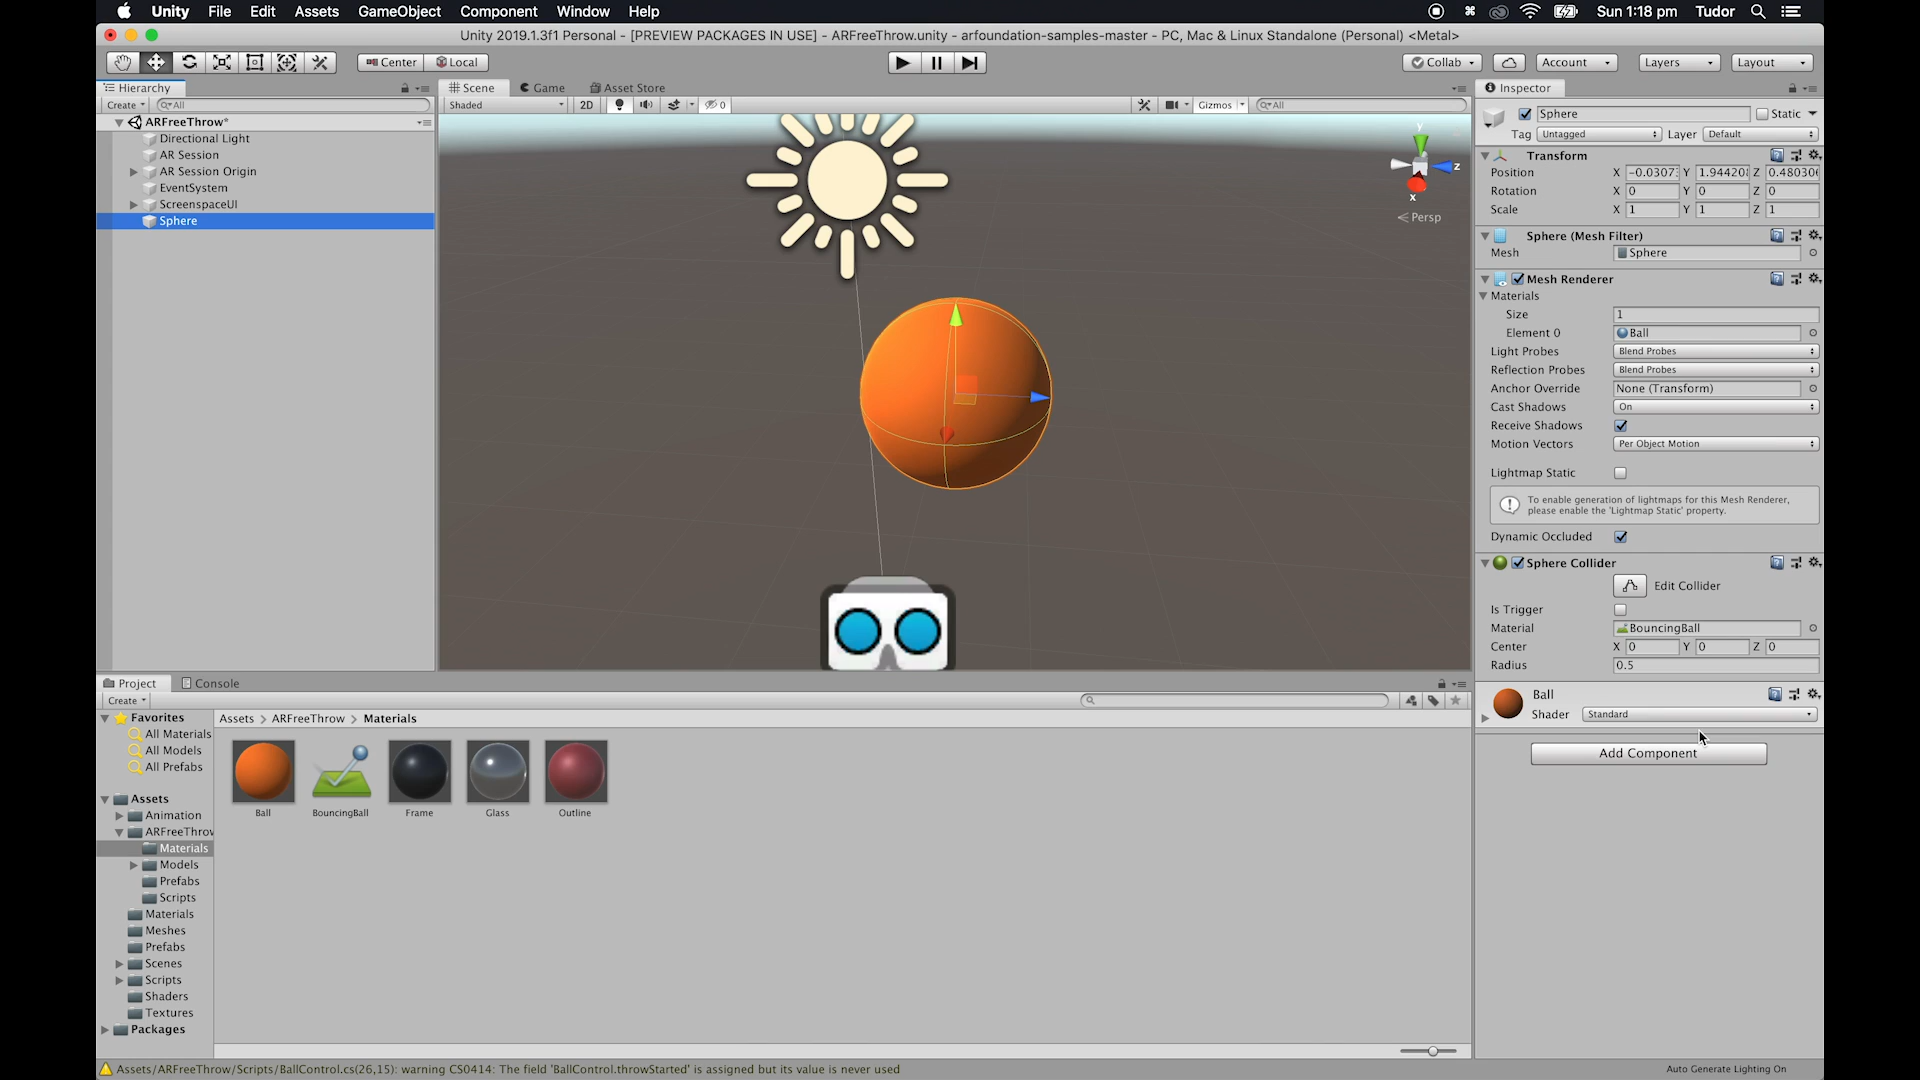 Unity File Edit Assets GameObject Component Window Help Sun 1:18 pm Tudor
Unity 2019.1.3f1 Personal - [PREVIEW PACKAGES IN USE] - ARFreeThrow.unity - arfoundation-samples-master - PC, Mac & Linux Standalone (Personal) <Metal>
Center Local Collab Account Layers Layout
Hierarchy
Create All
ARFreeThrow*
Directional Light
AR Session
AR Session Origin
EventSystem
ScreenspaceUI
Sphere
Scene Game Asset Store
Shaded 2D 0 Gizmos All
y
z
x
Persp
Inspector
Sphere Static
Tag Untagged Layer Default
Transform
Position X -0.0307 Y 1.94420 Z 0.48030
Rotation X 0 Y 0 Z 0
Scale X 1 Y 1 Z 1
Sphere (Mesh Filter)
Mesh Sphere
Mesh Renderer
Materials
Size 1
Element 0 Ball
Light Probes Blend Probes
Reflection Probes Blend Probes
Anchor Override None (Transform)
Cast Shadows On
Receive Shadows
Motion Vectors Per Object Motion
Lightmap Static
To enable generation of lightmaps for this Mesh Renderer,
please enable the 'Lightmap Static' property.
Dynamic Occluded
Sphere Collider
Edit Collider
Is Trigger
Material BouncingBall
Center X 0 Y 0 Z 0
Radius 0.5
Ball
Shader Standard
Add Component
Project Console
Create
Favorites
All Materials
All Models
All Prefabs
Assets
Animation
ARFreeThrow
Materials
Models
Prefabs
Scripts
Materials
Meshes
Prefabs
Scenes
Scripts
Shaders
Textures
Packages
Assets > ARFreeThrow > Materials
Ball BouncingBall Frame Glass Outline
Assets/ARFreeThrow/Scripts/BallControl.cs(26,15): warning CS0414: The field 'BallControl.throwStarted' is assigned but its value is never used
Auto Generate Lighting On